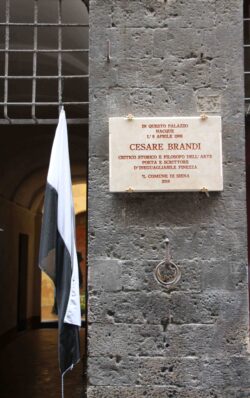 IN QUESTO PALAZZO
NACQUE
L'8 APRILE 1906
CESARE BRANDI
CRITICO STORICO E FILOSOFO DELL'ARTE
POETA E SCRITTORE
D'INEGUAGLIABILE FINEZZA
IL COMUNE DI SIENA